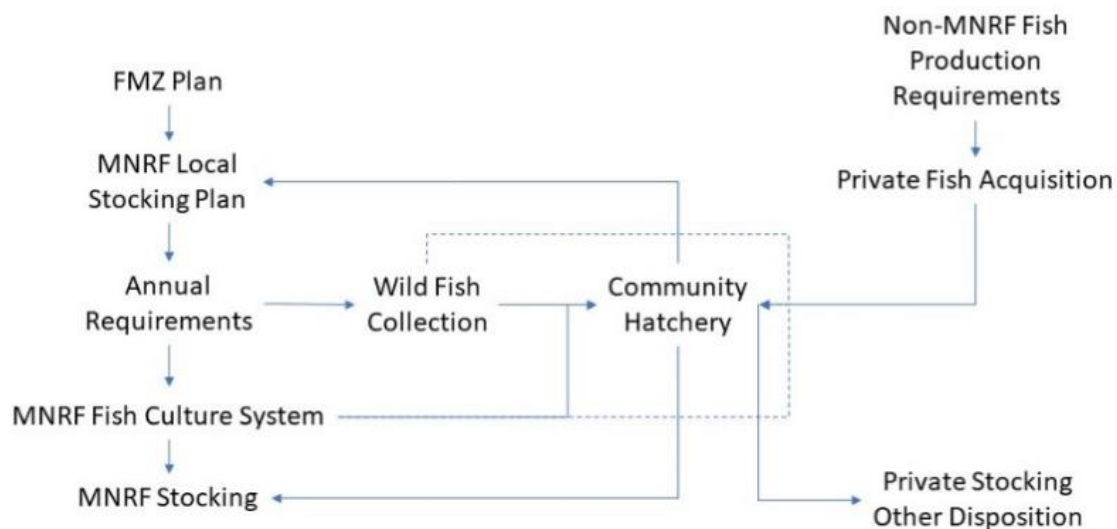 Non-MNRF Fish
Production
Requirements
FMZ Plan
MNRF Local
Stocking Plan
Private Fish Acquisition
Annual
Requirements
Wild Fish
Collection
Community
Hatchery
MNRF Fish Culture System
MNRF Stocking
Private Stocking
Other Disposition